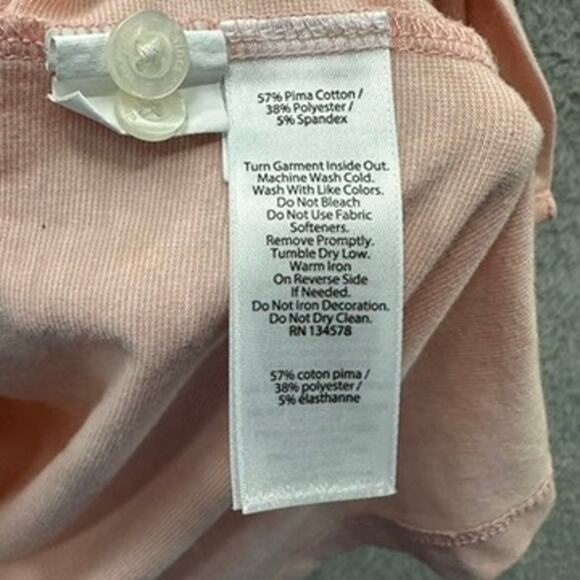 57% Pima Cotton /
38% Polyester /
5% Spandex
Turn Garment Inside Out.
Machine Wash Cold.
Wash With Like Colors.
Do Not Bleach
Do Not Use Fabric
Softeners.
Remove Promptly.
Tumble Dry Low.
Warm Iron
On Reverse Side
If Needed.
Do Not Iron Decoration.
Do Not Dry Clean.
RN 134578
57% coton pima /
38% polyester /
5% élasthanne